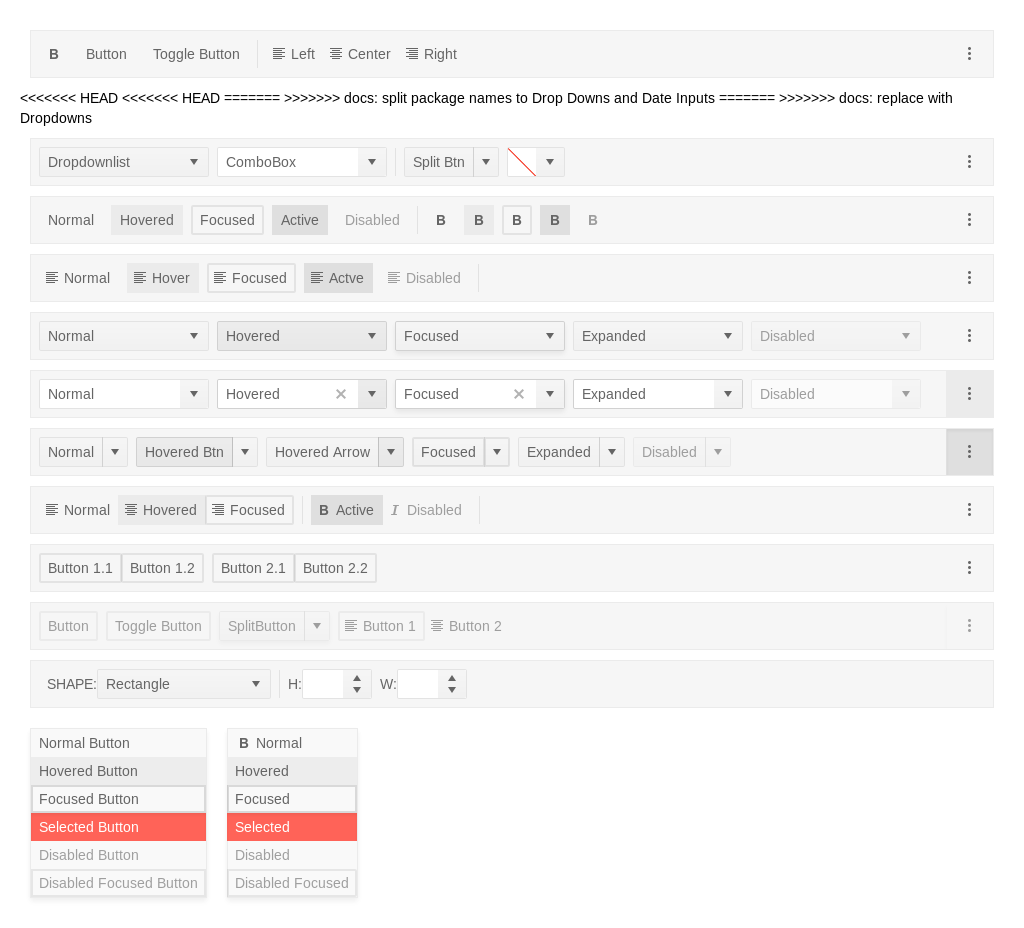 B Button Toggle Button Left Center Right
<<<<<<< HEAD <<<<<<< HEAD ======= >>>>>>> docs: split package names to Drop Downs and Date Inputs ======= >>>>>>> docs: replace with
Dropdowns
Dropdownlist ComboBox Split Btn
Normal Hovered Focused Active Disabled B B B B B
Normal Hover Focused Actve Disabled
Normal Hovered Focused Expanded Disabled
Normal Hovered Focused Expanded Disabled
Normal Hovered Btn Hovered Arrow Focused Expanded Disabled
Normal Hovered Focused B Active I Disabled
Button 1.1 Button 1.2 Button 2.1 Button 2.2
Button Toggle Button SplitButton Button 1 Button 2
SHAPE: Rectangle H: W:
Normal Button
Hovered Button
Focused Button
Selected Button
Disabled Button
Disabled Focused Button
B Normal
Hovered
Focused
Selected
Disabled
Disabled Focused